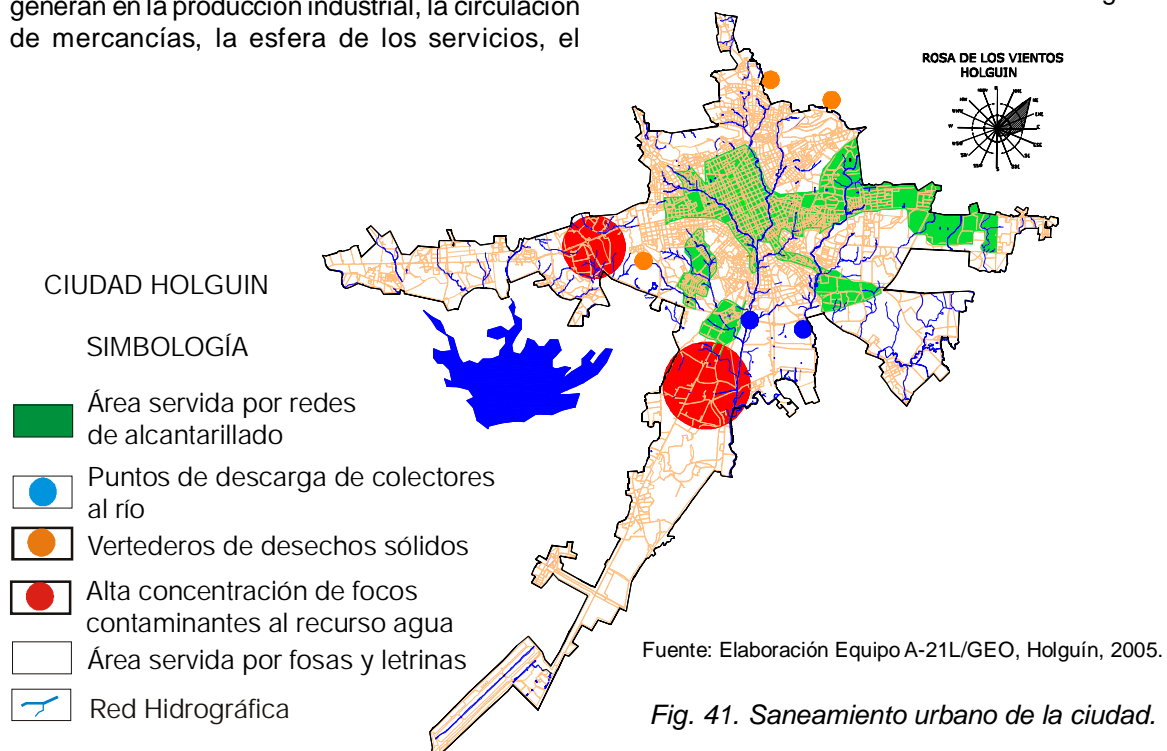 generan en la producción industrial, la circulación
de mercancías, la esfera de los servicios, el
ROSA DE LOS VIENTOS
HOLGUIN
CIUDAD HOLGUIN
SIMBOLOGÍA
Área servida por redes
de alcantarillado
Puntos de descarga de colectores
al río
Vertederos de desechos sólidos
Alta concentración de focos
contaminantes al recurso agua
Área servida por fosas y letrinas
Red Hidrográfica
Fuente: Elaboración Equipo A-21L/GEO, Holguín, 2005.
Fig. 41. Saneamiento urbano de la ciudad.